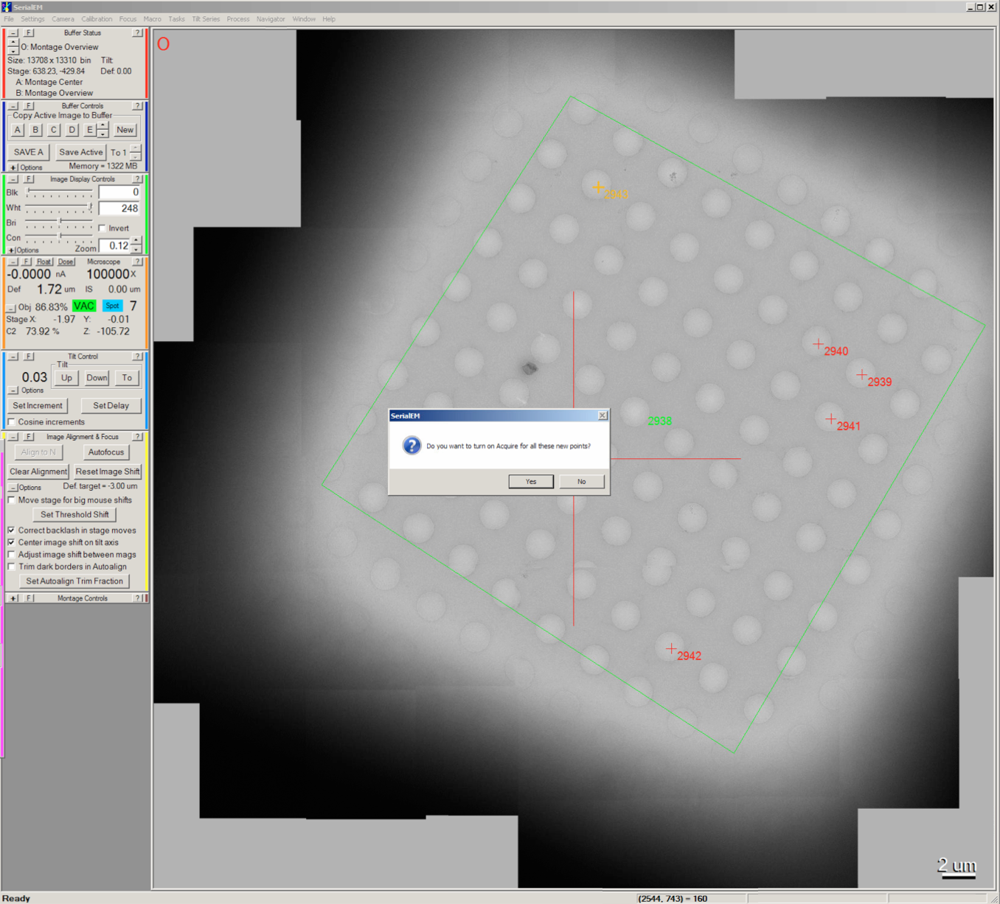 SerialEM
File Settings Camera Calibration Focus Macro Tasks Tilt Series Process Navigator Window Help
– F Buffer Status ?
O: Montage Overview
Size: 13708 x 13310 bin Tilt:
Stage: 638.23, -429.84 Def: 0.00
A: Montage Center
B: Montage Overview
– F Buffer Controls ?
Copy Active Image to Buffer
A B C D E New
SAVE A Save Active To 1
+ Options Memory = 1322 MB
– F Image Display Controls ?
Blk 0
Wht 248
Bri Invert
Con
+ Options Zoom 0.12
– F Float Dose Microscope ?
-0.0000 nA 100000 X
Def 1.72 um IS 0.00 um
– Obj 86.83% VAC Spot 7
Stage X: -1.97 Y: -0.01
C2 73.92 % Z: -105.72
– F Tilt Control ?
Tilt
0.03 Up Down To
– Options
Set Increment Set Delay
Cosine increments
– F Image Alignment & Focus ?
Align to N Autofocus
Clear Alignment Reset Image Shift
– Options Def. target = -3.00 um
Move stage for big mouse shifts
Set Threshold Shift
Correct backlash in stage moves
Center image shift on tilt axis
Adjust image shift between mags
Trim dark borders in Autoalign
Set Autoalign Trim Fraction
+ F Montage Controls ?
O
2943
2940
2939
2938
2941
2942
SerialEM
Do you want to turn on Acquire for all these new points?
Yes No
2 um
Ready (2544, 743) = 160